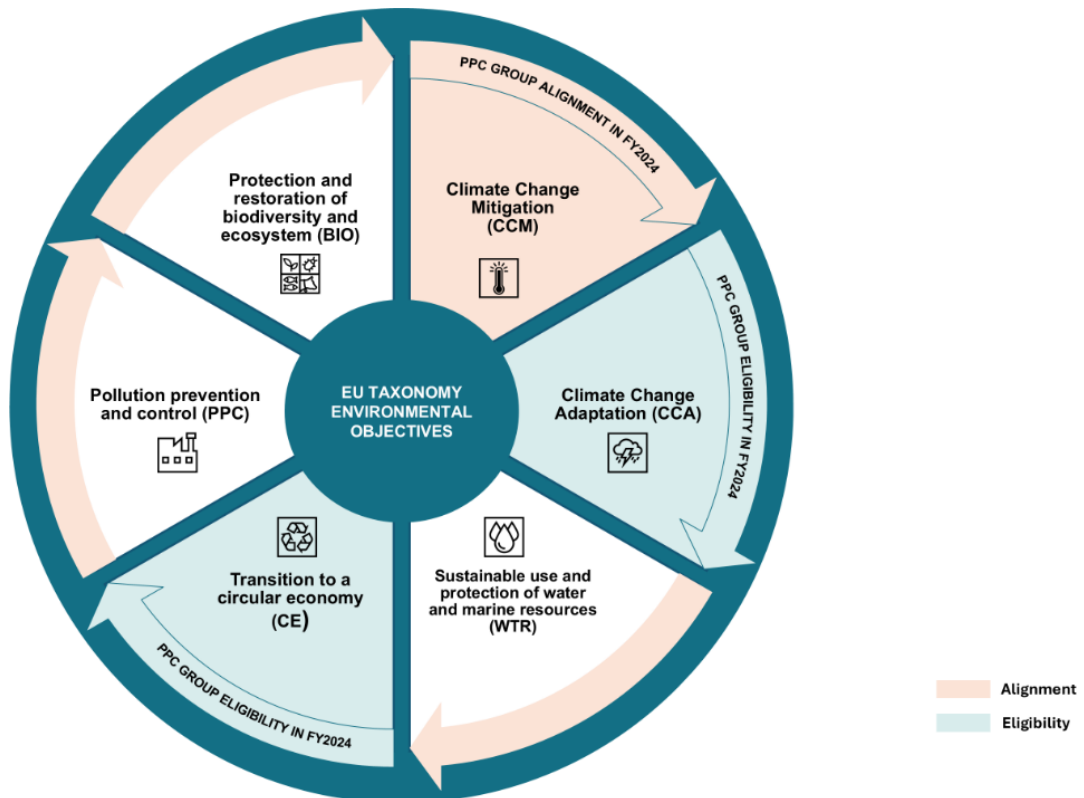 PPC GROUP ALIGNMENT IN FY2024
Protection and
restoration of
biodiversity and
ecosystem (BIO)
Climate Change
Mitigation
(CCM)
PPC GROUP ELIGIBILITY IN FY2024
Pollution prevention
and control (PPC)
EU TAXONOMY
ENVIRONMENTAL
OBJECTIVES
Climate Change
Adaptation (CCA)
Transition to a
circular economy
(CE)
Sustainable use and
protection of water
and marine resources
(WTR)
PPC GROUP ELIGIBILITY IN FY2024
Alignment
Eligibility